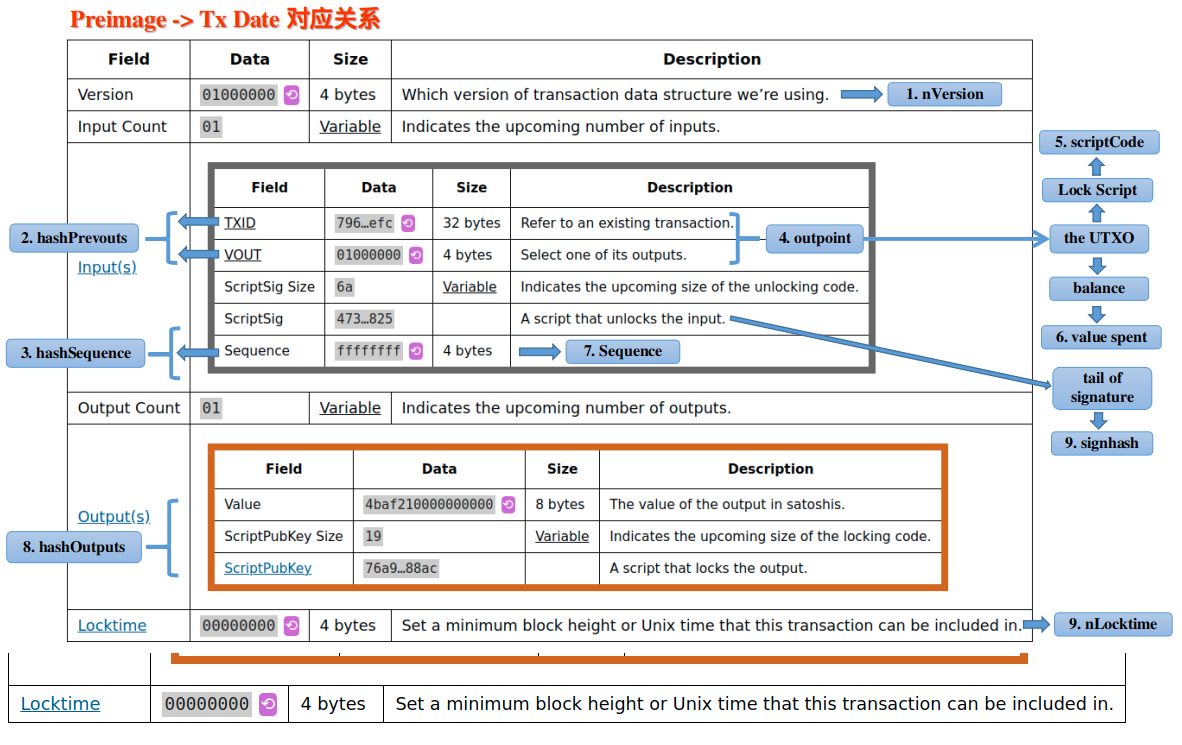 Preimage -> Tx Date 对应关系
Field Data Size Description
Version 01000000 4 bytes Which version of transaction data structure we’re using. 1. nVersion
Input Count 01 Variable Indicates the upcoming number of inputs.
5. scriptCode
Field Data Size Description
Lock Script
TXID 796…efc 32 bytes Refer to an existing transaction.
2. hashPrevouts
4. outpoint
the UTXO
VOUT 01000000 4 bytes Select one of its outputs.
Input(s)
ScriptSig Size 6a Variable Indicates the upcoming size of the unlocking code.
balance
ScriptSig 473…825 A script that unlocks the input.
6. value spent
3. hashSequence
Sequence ffffffff 4 bytes 7. Sequence
tail of
signature
Output Count 01 Variable Indicates the upcoming number of outputs.
9. signhash
Field Data Size Description
Value 4baf210000000000 8 bytes The value of the output in satoshis.
Output(s)
ScriptPubKey Size 19 Variable Indicates the upcoming size of the locking code.
8. hashOutputs
ScriptPubKey 76a9…88ac A script that locks the output.
Locktime 00000000 4 bytes Set a minimum block height or Unix time that this transaction can be included in. 9. nLocktime
Locktime 00000000 4 bytes Set a minimum block height or Unix time that this transaction can be included in.